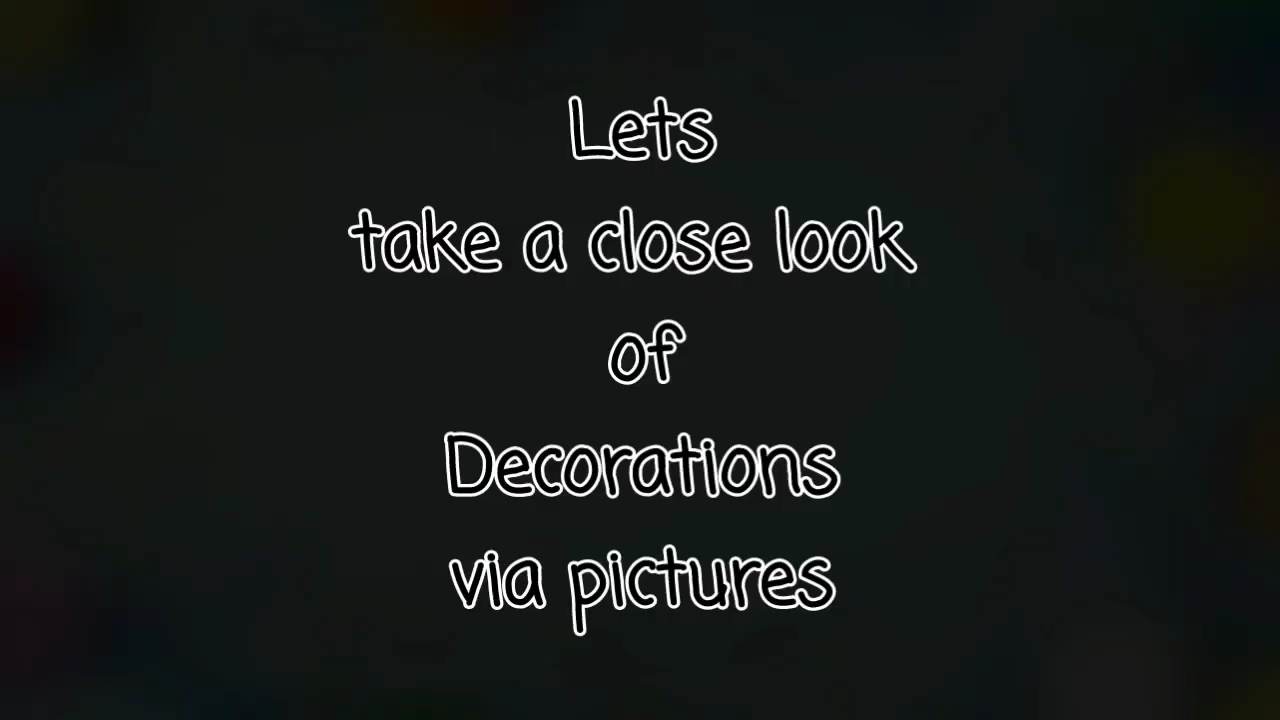 Lets
take a close look
of
Decorations
via pictures